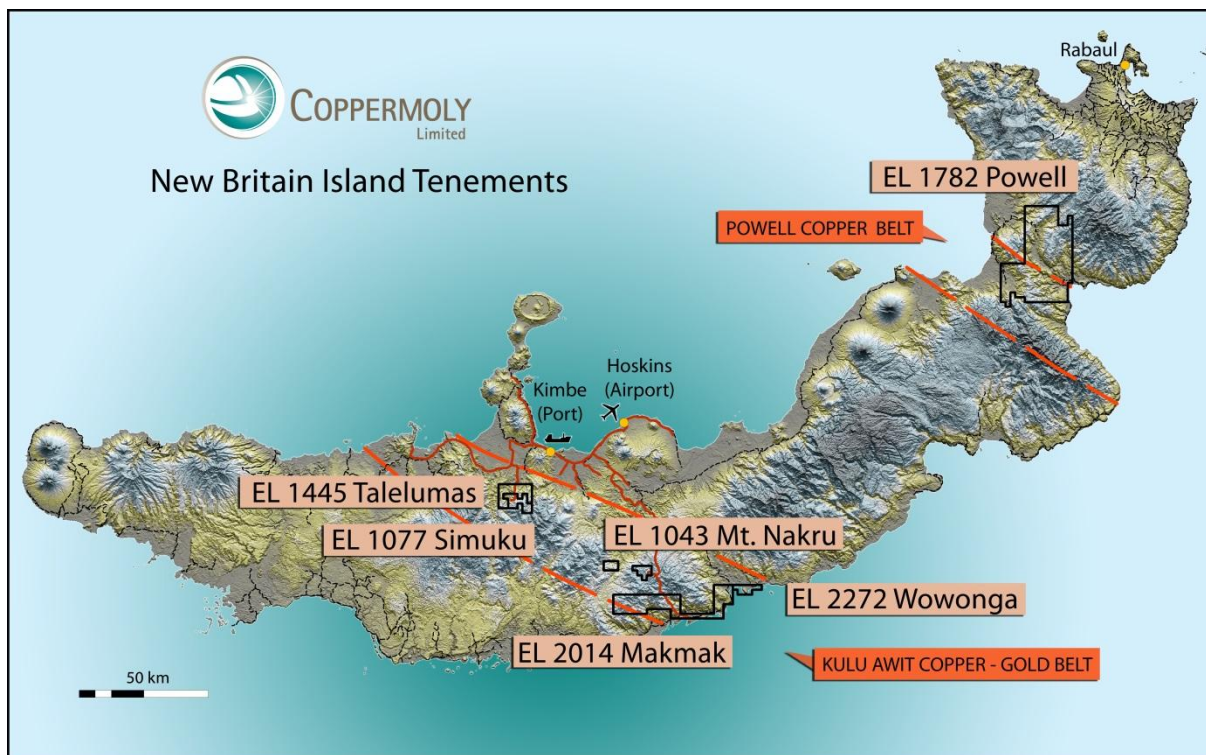 COPPERMOLY
Limited
New Britain Island Tenements
Rabaul
EL 1782 Powell
POWELL COPPER BELT
Hoskins
(Airport)
Kimbe
(Port)
EL 1445 Talelumas
EL 1077 Simuku
EL 1043 Mt. Nakru
EL 2272 Wowonga
EL 2014 Makmak
KULU AWIT COPPER - GOLD BELT
50 km